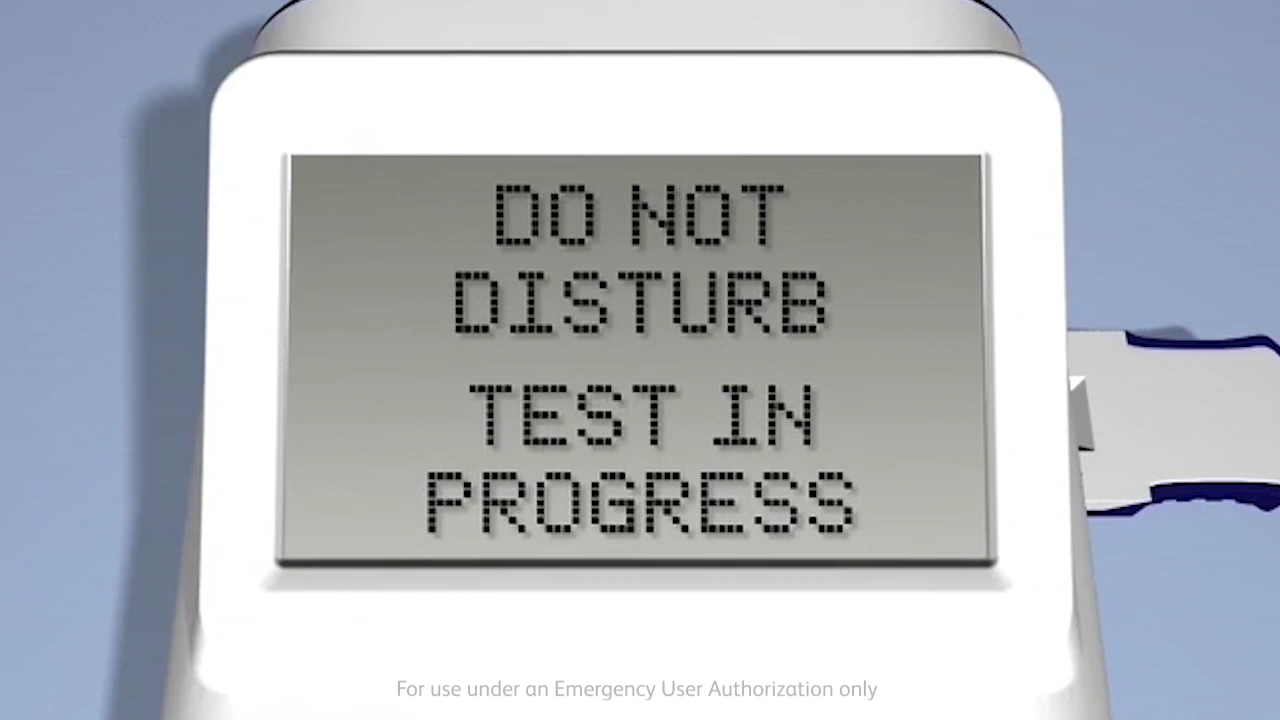 DO NOT
DISTURB
TEST IN
PROGRESS
For use under an Emergency User Authorization only